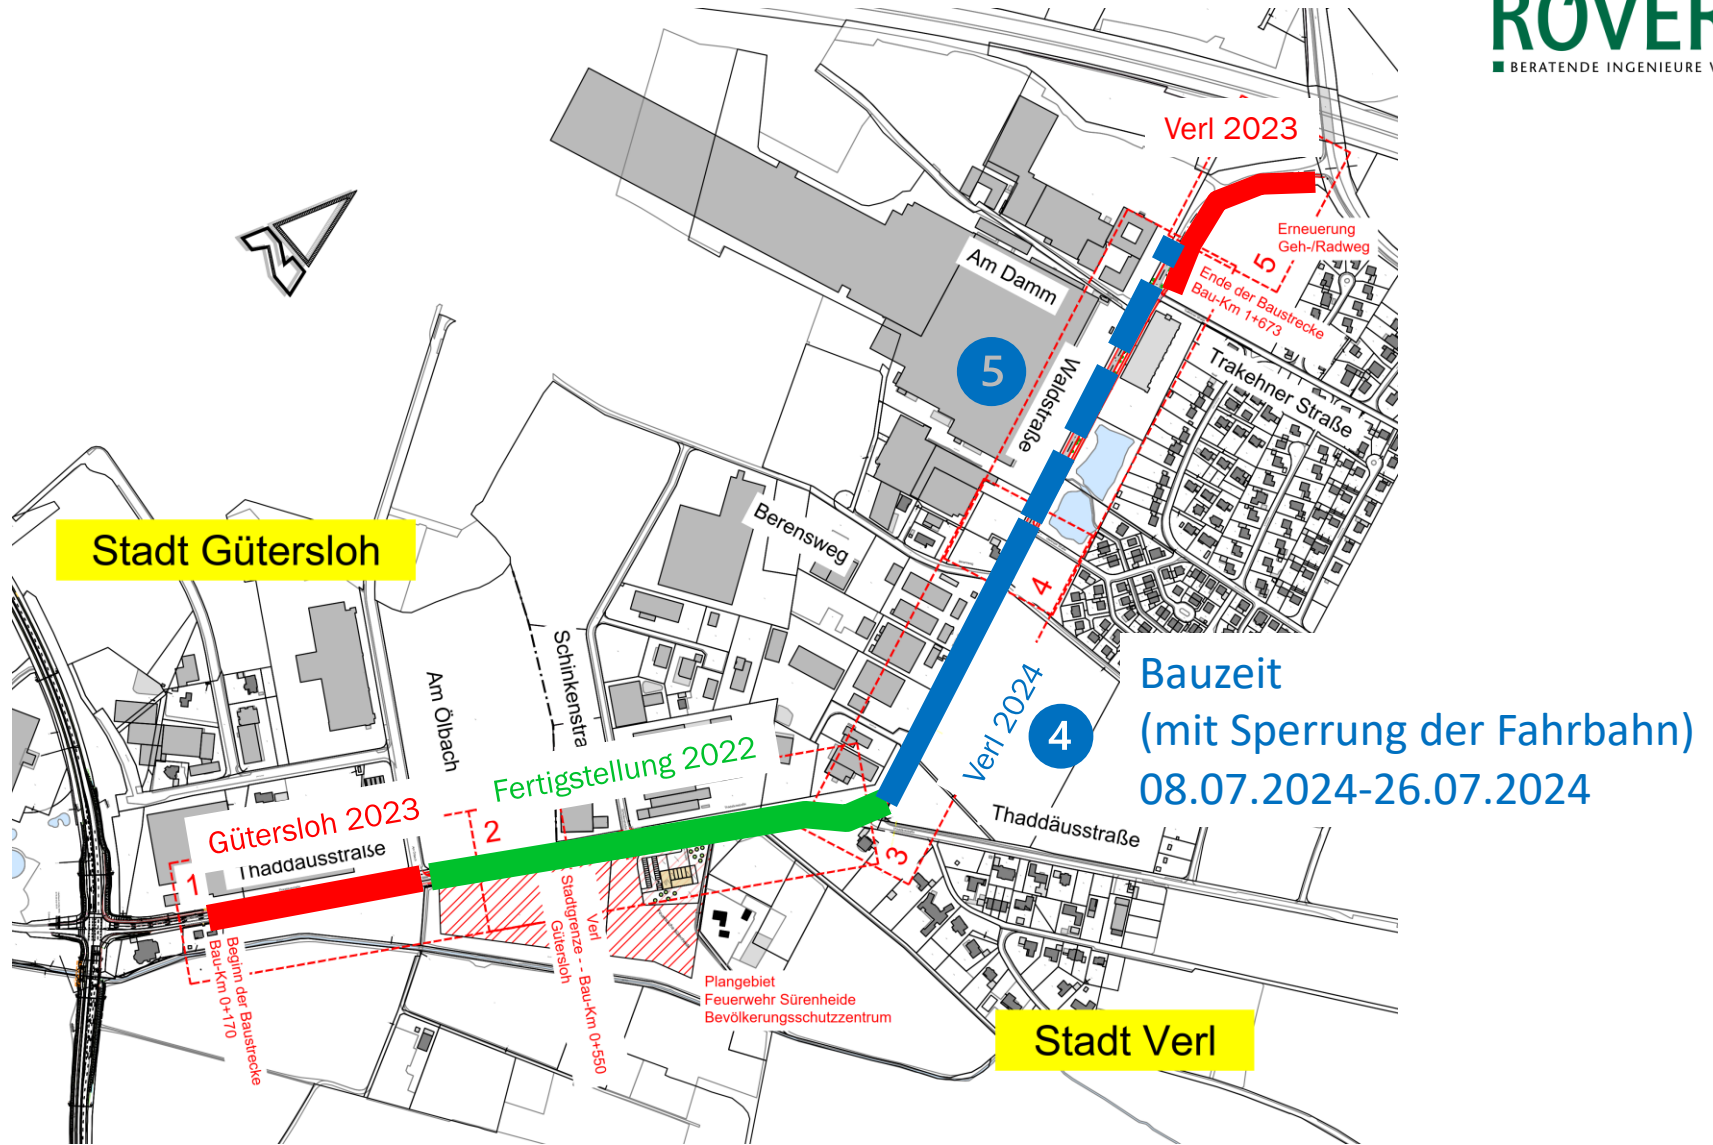 RÖVER
BERATENDE INGENIEURE V
Verl 2023
Erneuerung
Geh-/Radweg
5
Ende der Baustrecke
Bau-Km 1+673
Am Damm
5
Waldstraße
Trakehner Straße
Berensweg
4
Stadt Gütersloh
Schinkenstra
Am Ölbach
Verl 2024
4
Bauzeit
(mit Sperrung der Fahrbahn)
08.07.2024-26.07.2024
Fertigstellung 2022
Gütersloh 2023
2
Thaddäusstraße
Thaddäusstraße
1
3
Beginn der Baustrecke
Bau-Km 0+170
Verl
Stadtgrenze - - Bau-Km 0+550
Gütersloh
Plangebiet
Feuerwehr Sürenheide
Bevölkerungsschutzzentrum
Stadt Verl